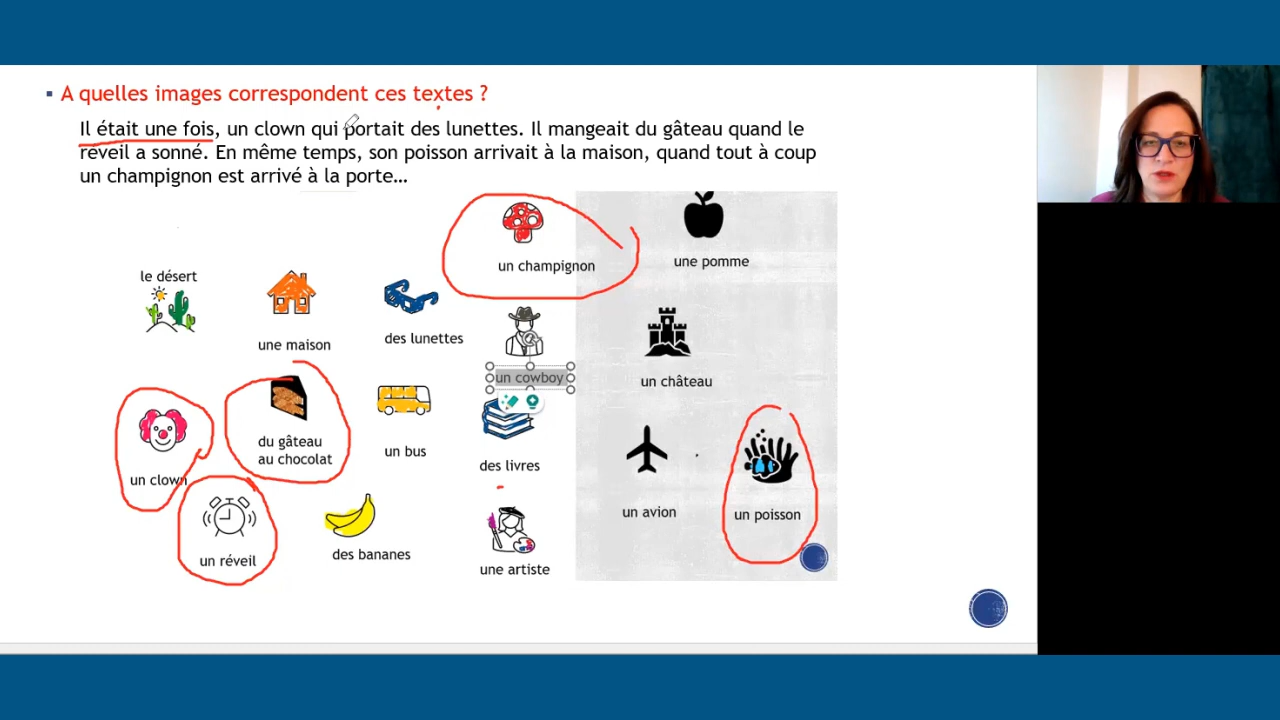 A quelles images correspondent ces textes ?
Il était une fois, un clown qui portait des lunettes. Il mangeait du gâteau quand le
reveil a sonné. En même temps, son poisson arrivait à la maison, quand tout à coup
un champignon est arrivé à la porte…
un champignon
une pomme
le désert
une maison
des lunettes
un cowboy
un château
un clown
du gâteau
au chocolat
un bus
des livres
un avion
un poisson
un réveil
des bananes
une artiste